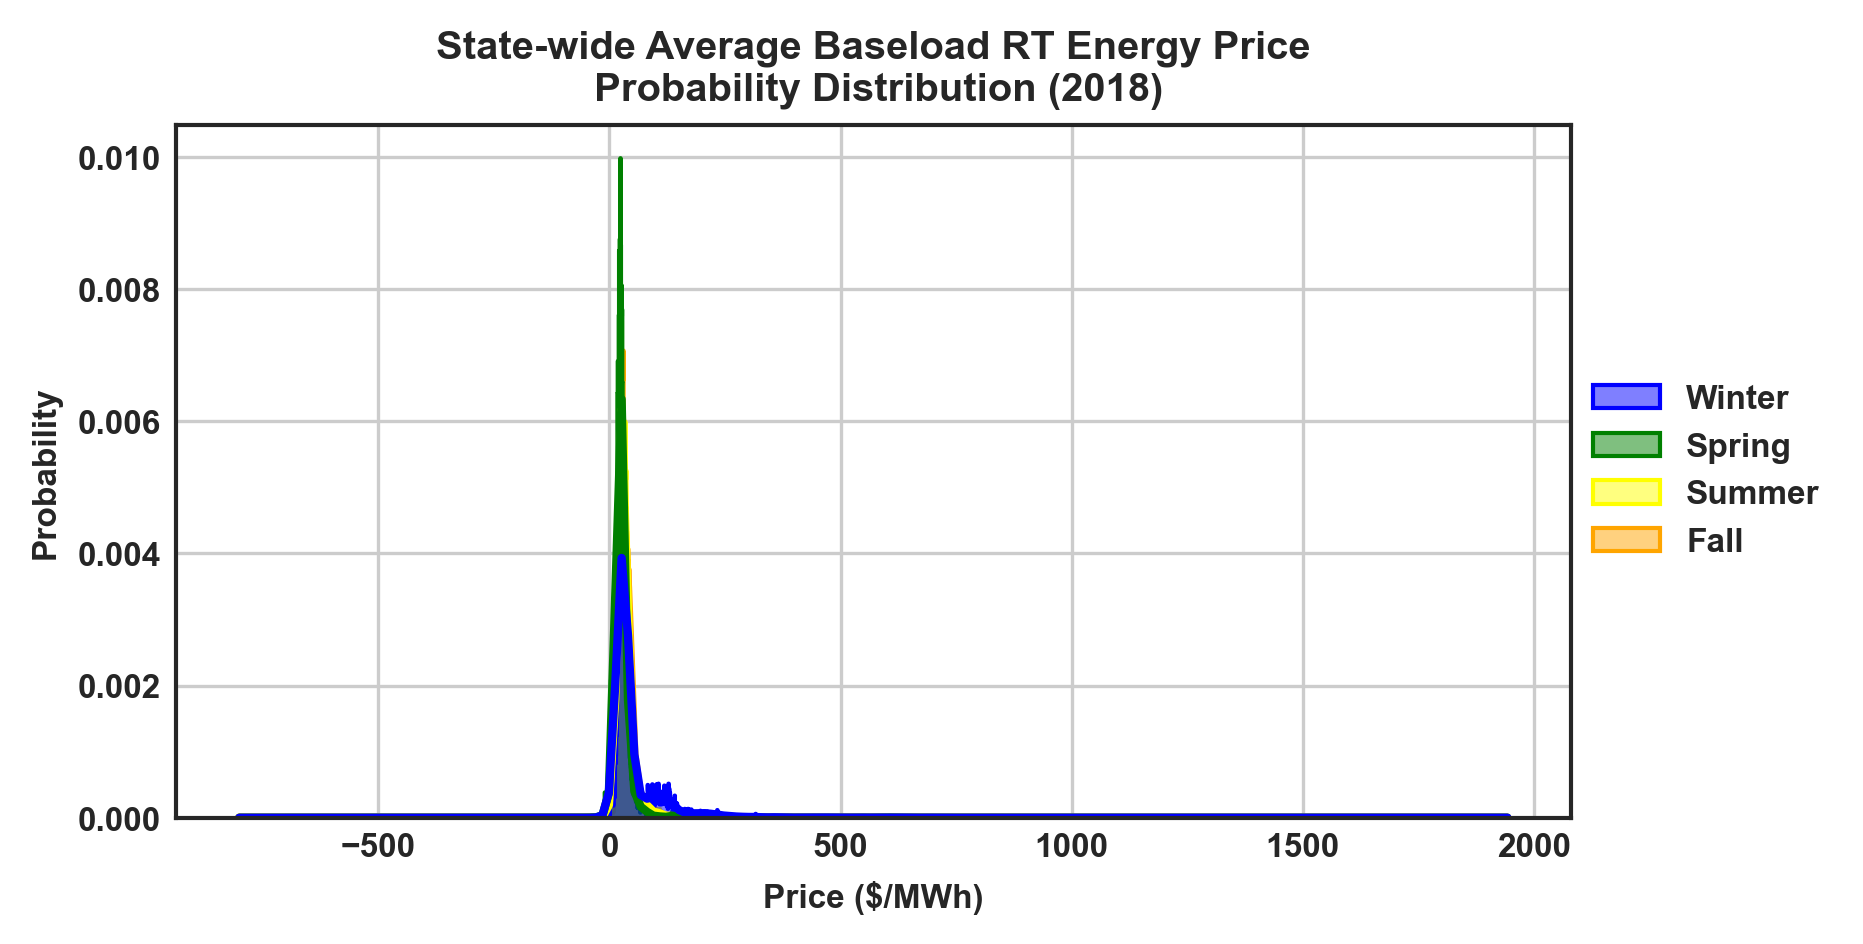 State-wide Average Baseload RT Energy Price
Probability Distribution (2018)
0.010
0.008
0.006
0.004
0.002
0.000
Probability
−500
0
500
1000
1500
2000
Price ($/MWh)
Winter
Spring
Summer
Fall